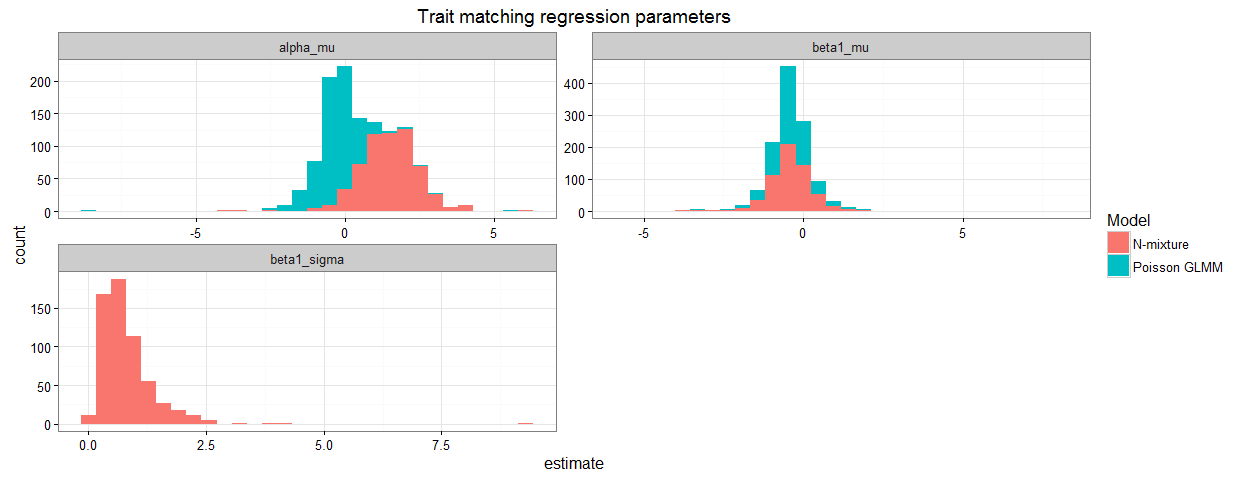 Trait matching regression parameters
alpha_mu
beta1_mu
200
150
100
50
0
-5
0
5
400
300
200
100
0
-5
0
5
count
beta1_sigma
150
100
50
0
0.0
2.5
5.0
7.5
estimate
Model
N-mixture
Poisson GLMM